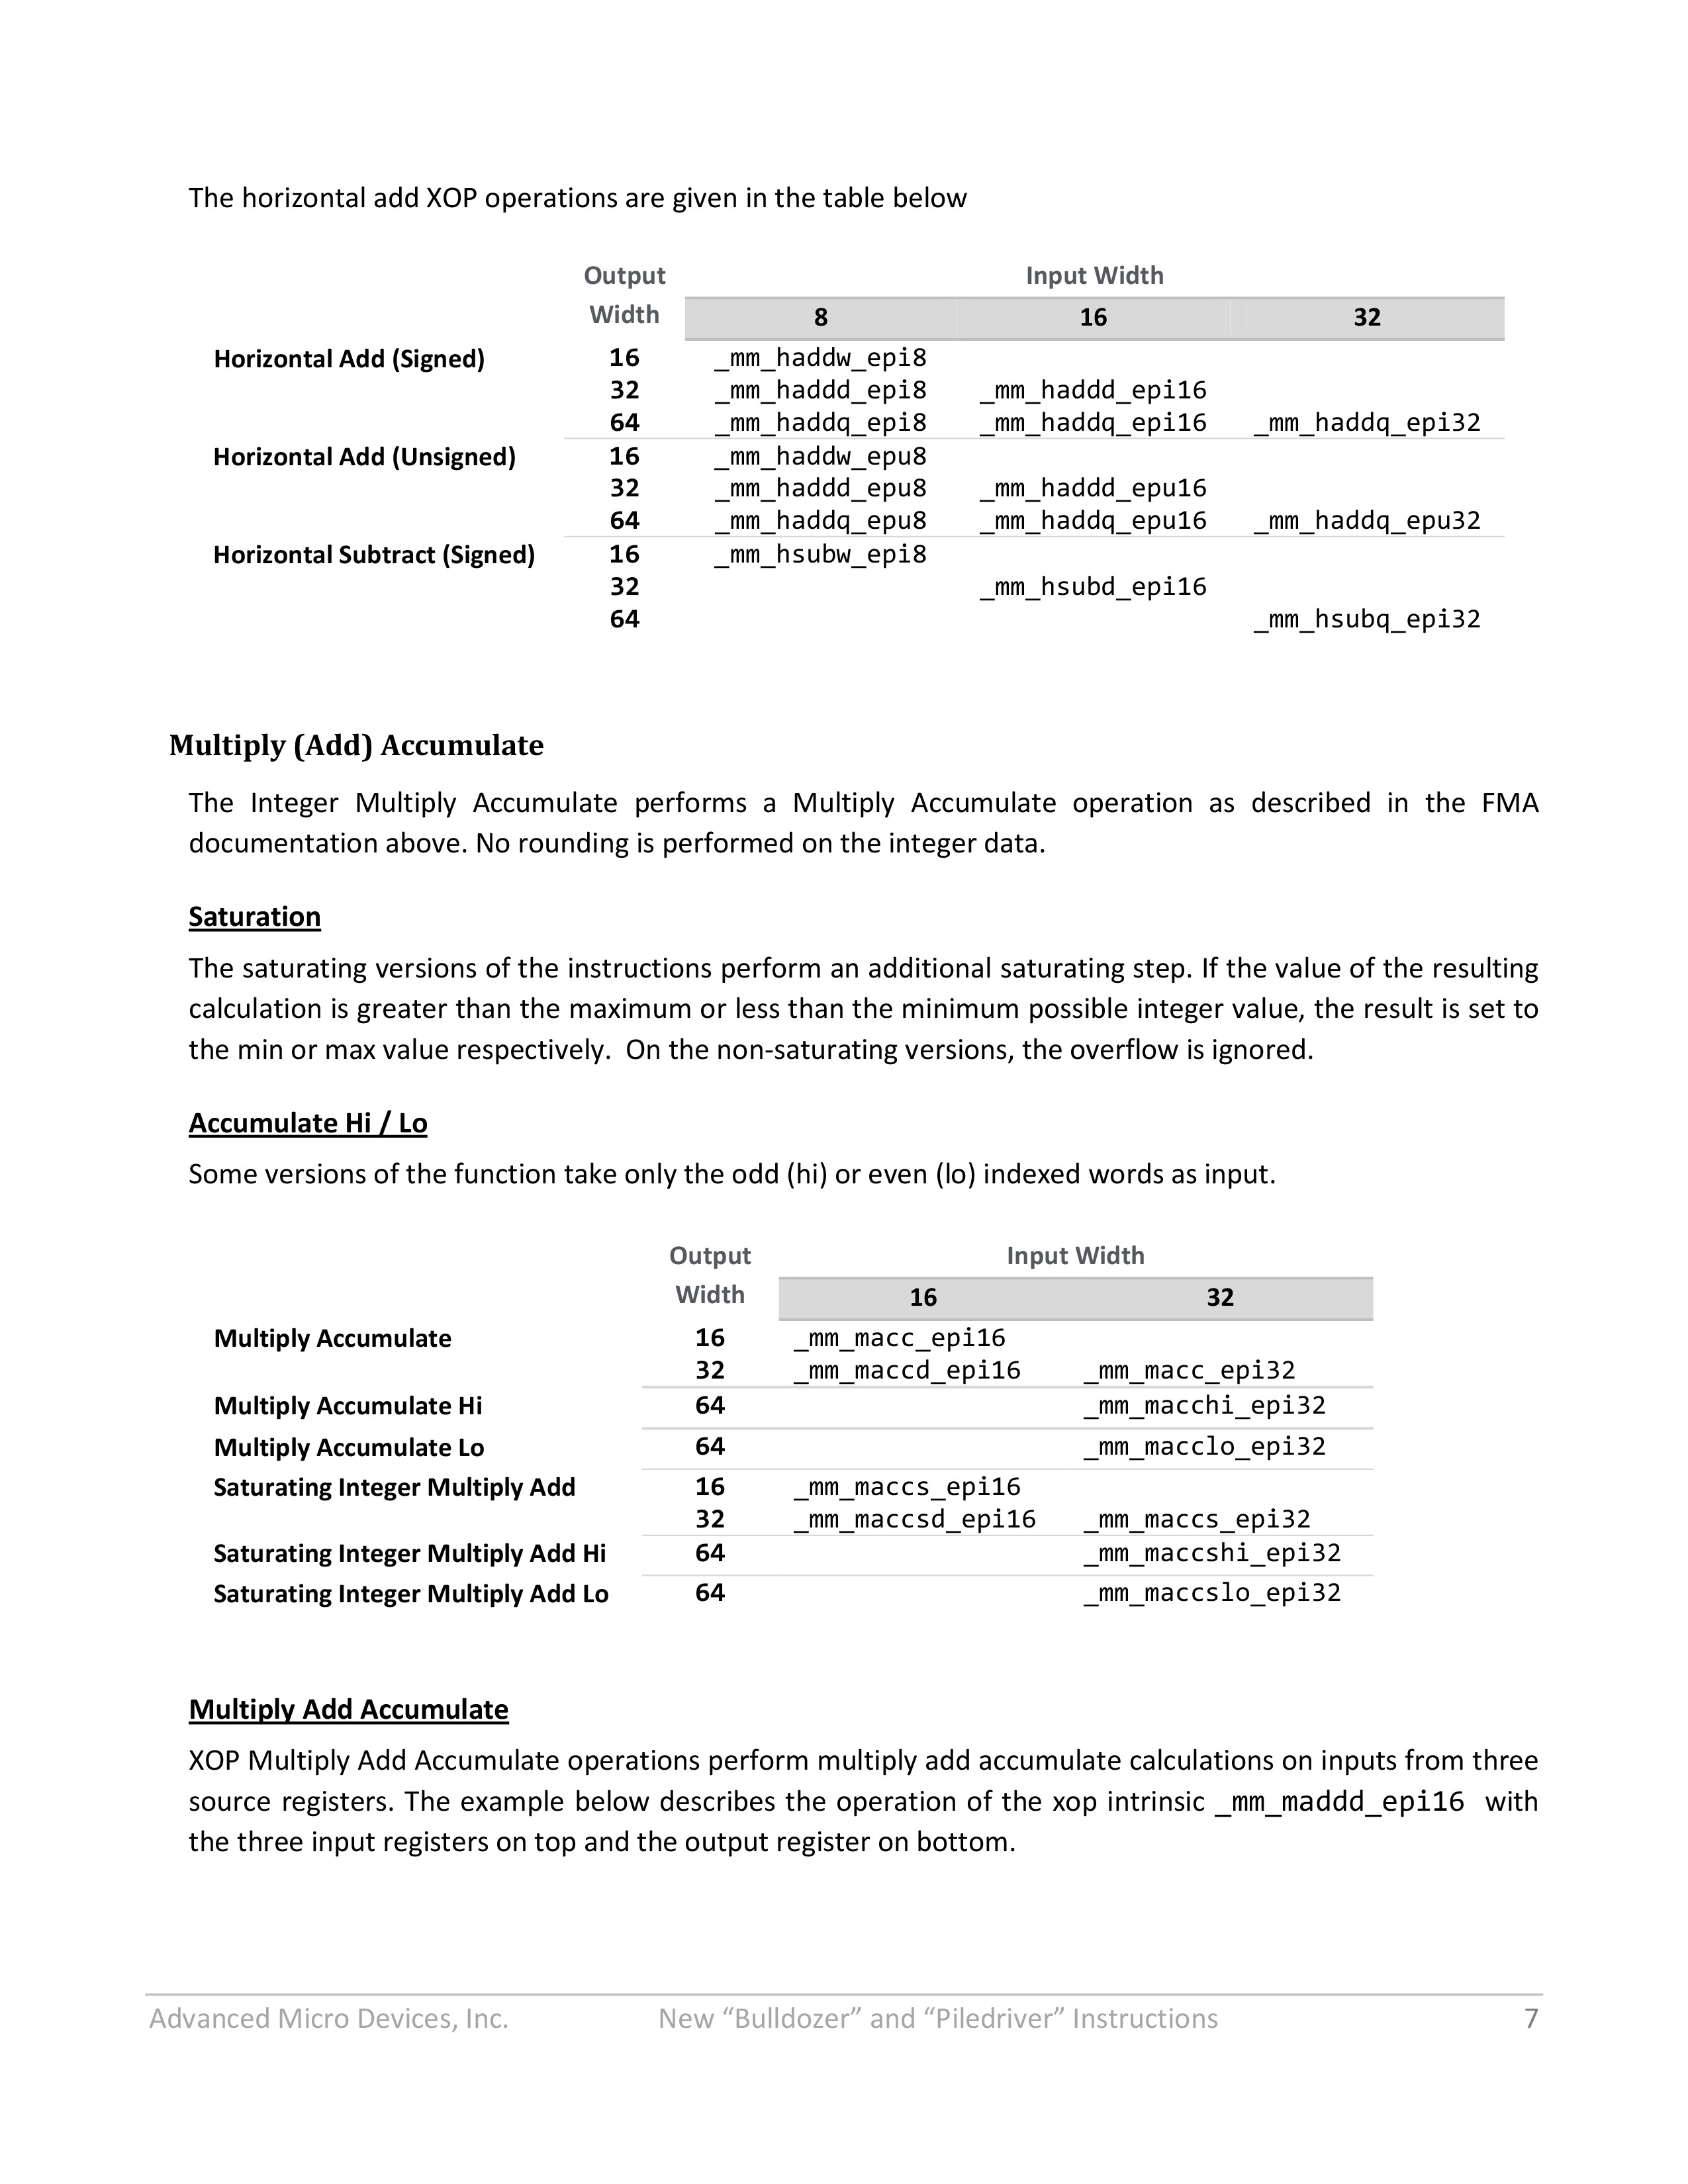 The horizontal add XOP operations are given in the table below
Output Input Width
Width 8 16 32
Horizontal Add (Signed) 16 _mm_haddw_epi8
32 _mm_haddd_epi8 _mm_haddd_epi16
64 _mm_haddq_epi8 _mm_haddq_epi16 _mm_haddq_epi32
Horizontal Add (Unsigned) 16 _mm_haddw_epu8
32 _mm_haddd_epu8 _mm_haddd_epu16
64 _mm_haddq_epu8 _mm_haddq_epu16 _mm_haddq_epu32
Horizontal Subtract (Signed) 16 _mm_hsubw_epi8
32 _mm_hsubd_epi16
64 _mm_hsubq_epi32
Multiply (Add) Accumulate
The Integer Multiply Accumulate performs a Multiply Accumulate operation as described in the FMA
documentation above. No rounding is performed on the integer data.
Saturation
The saturating versions of the instructions perform an additional saturating step. If the value of the resulting
calculation is greater than the maximum or less than the minimum possible integer value, the result is set to
the min or max value respectively. On the non-saturating versions, the overflow is ignored.
Accumulate Hi / Lo
Some versions of the function take only the odd (hi) or even (lo) indexed words as input.
Output Input Width
Width 16 32
Multiply Accumulate 16 _mm_macc_epi16
32 _mm_maccd_epi16 _mm_macc_epi32
Multiply Accumulate Hi 64 _mm_macchi_epi32
Multiply Accumulate Lo 64 _mm_macclo_epi32
Saturating Integer Multiply Add 16 _mm_maccs_epi16
32 _mm_maccsd_epi16 _mm_maccs_epi32
Saturating Integer Multiply Add Hi 64 _mm_maccshi_epi32
Saturating Integer Multiply Add Lo 64 _mm_maccslo_epi32
Multiply Add Accumulate
XOP Multiply Add Accumulate operations perform multiply add accumulate calculations on inputs from three
source registers. The example below describes the operation of the xop intrinsic _mm_maddd_epi16 with
the three input registers on top and the output register on bottom.
Advanced Micro Devices, Inc. New “Bulldozer” and “Piledriver” Instructions 7